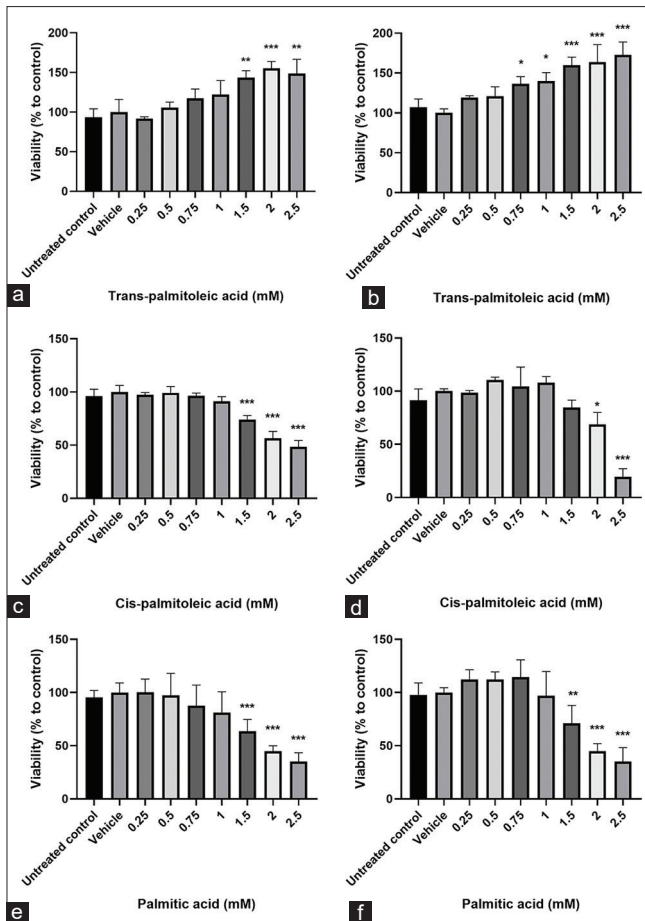 200
150
100
50
0
Viability (% to control)
** *** **
Untreated control Vehicle 0.25 0.5 0.75 1 1.5 2 2.5
Trans-palmitoleic acid (mM)
a
200
150
100
50
0
Viability (% to control)
* * *** *** ***
Untreated control Vehicle 0.25 0.5 0.75 1 1.5 2 2.5
Trans-palmitoleic acid (mM)
b
150
100
50
0
Viability (% to control)
*** *** ***
Untreated control Vehicle 0.25 0.5 0.75 1 1.5 2 2.5
Cis-palmitoleic acid (mM)
c
150
100
50
0
Viability (% to control)
* ***
Untreated control Vehicle 0.25 0.5 0.75 1 1.5 2 2.5
Cis-palmitoleic acid (mM)
d
150
100
50
0
Viability (% to control)
*** *** ***
Untreated control Vehicle 0.25 0.5 0.75 1 1.5 2 2.5
Palmitic acid (mM)
e
150
100
50
0
Viability (% to control)
** *** ***
Untreated control Vehicle 0.25 0.5 0.75 1 1.5 2 2.5
Palmitic acid (mM)
f